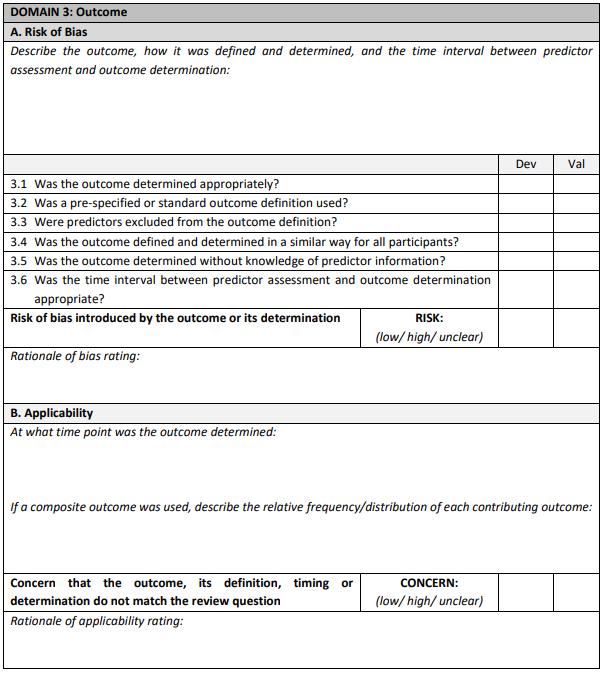 DOMAIN 3: Outcome
A. Risk of Bias
Describe the outcome, how it was defined and determined, and the time interval between predictor
assessment and outcome determination:
Dev Val
3.1 Was the outcome determined appropriately?
3.2 Was a pre-specified or standard outcome definition used?
3.3 Were predictors excluded from the outcome definition?
3.4 Was the outcome defined and determined in a similar way for all participants?
3.5 Was the outcome determined without knowledge of predictor information?
3.6 Was the time interval between predictor assessment and outcome determination
appropriate?
Risk of bias introduced by the outcome or its determination RISK:
(low/ high/ unclear)
Rationale of bias rating:
B. Applicability
At what time point was the outcome determined:
If a composite outcome was used, describe the relative frequency/distribution of each contributing outcome:
Concern that the outcome, its definition, timing or CONCERN:
determination do not match the review question (low/ high/ unclear)
Rationale of applicability rating: